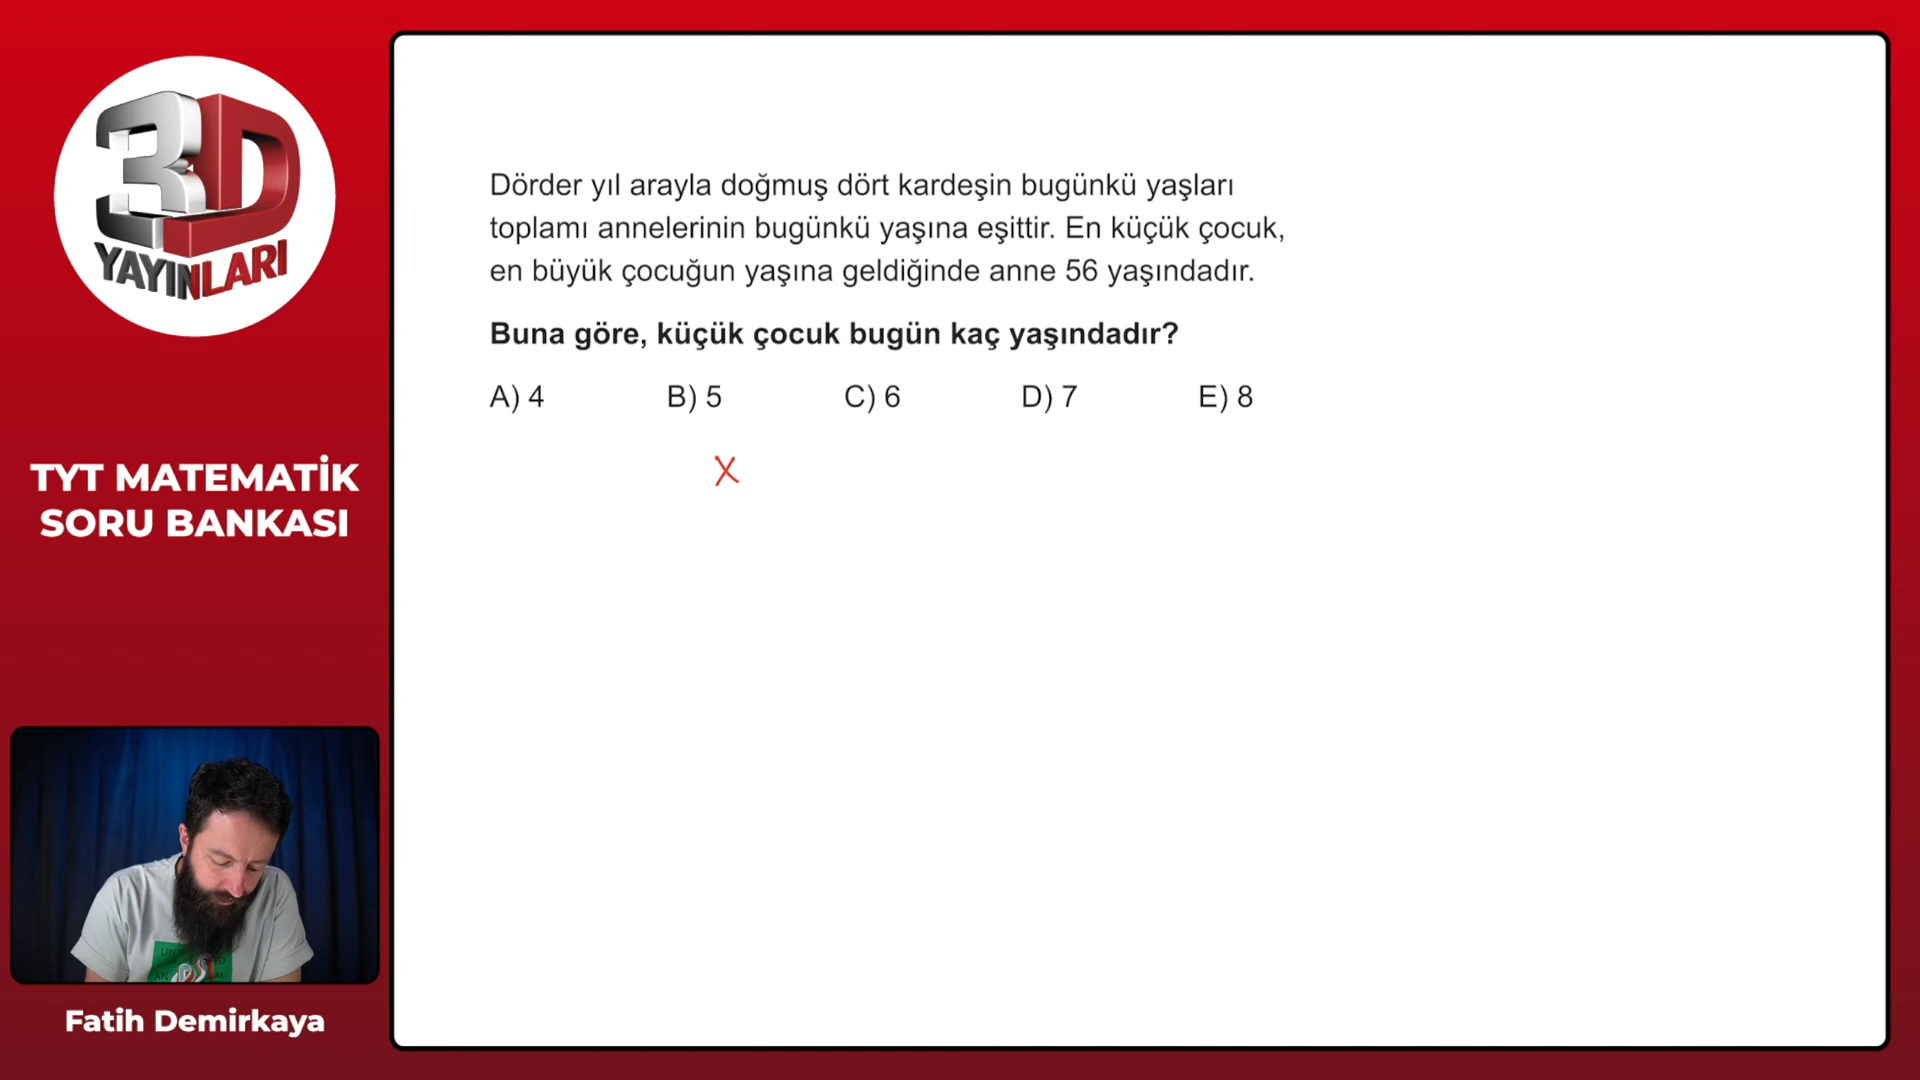 3D
YAYINLARI
TYT MATEMATİK
SORU BANKASI
Fatih Demirkaya
Dörder yıl arayla doğmuş dört kardeşin bugünkü yaşları
toplamı annelerinin bugünkü yaşına eşittir. En küçük çocuk,
en büyük çocuğun yaşına geldiğinde anne 56 yaşındadır.
Buna göre, küçük çocuk bugün kaç yaşındadır?
A) 4 B) 5 C) 6 D) 7 E) 8
x